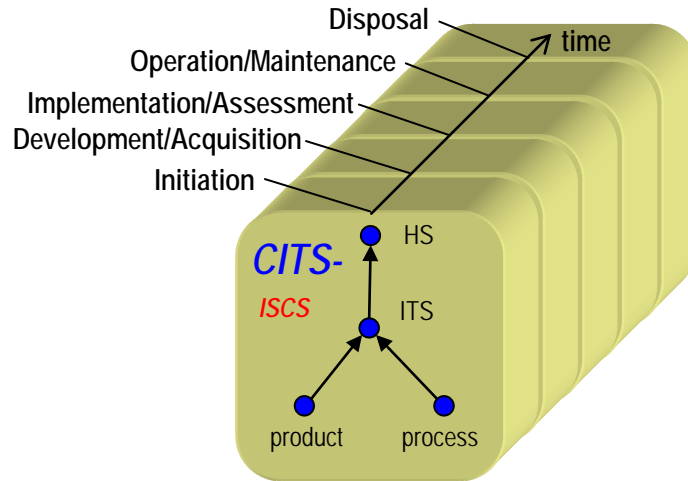 Disposal
time
Operation/Maintenance
Implementation/Assessment
Development/Acquisition
Initiation
HS
CITS-
ISCS
ITS
product
process